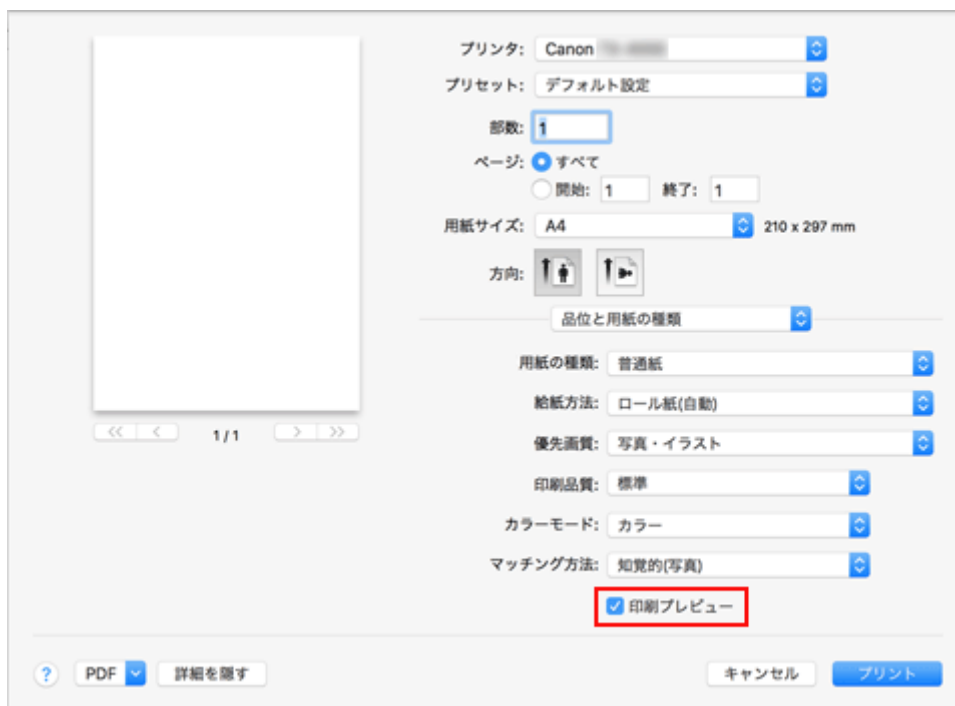 プリンタ: Canon
プリセット: デフォルト設定
部数: 1
ページ: すべて
開始: 1 終了: 1
用紙サイズ: A4 210 x 297 mm
方向:
品位と用紙の種類
用紙の種類: 普通紙
給紙方法: ロール紙(自動)
<< < 1 / 1 > >>
優先画質: 写真・イラスト
印刷品質: 標準
カラーモード: カラー
マッチング方法: 知覚的(写真)
印刷プレビュー
? PDF 詳細を隠す キャンセル プリント